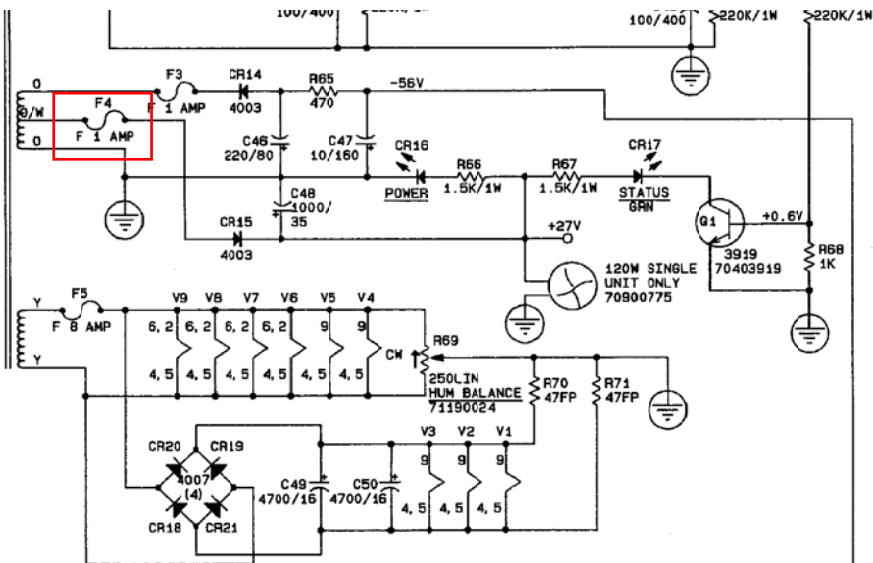 100/400
220K/1W
100/400
220K/1W
220K/1W
O
F3
F 1 AMP
CR14
4003
R65
470
-56V
O/W
F4
F 1 AMP
O
C46
220/80
C47
10/160
CR16
POWER
R66
1.5K/1W
R67
1.5K/1W
CR17
STATUS
GRN
C48
1000/
35
CR15
4003
+27V
Q1
+0.6V
3919
70403919
R68
1K
120W SINGLE
UNIT ONLY
70900775
Y
F5
F 8 AMP
Y
V9 V8 V7 V6 V5 V4
6,2 6,2 6,2 6,2 9 9
4,5 4,5 4,5 4,5 4,5 4,5
CW
R69
250LIN
HUM BALANCE
71190024
R70
47FP
R71
47FP
CR20 CR19
4007
(4)
CR18 CR21
C49
4700/16
C50
4700/16
V3 V2 V1
9 9 9
4,5 4,5 4,5